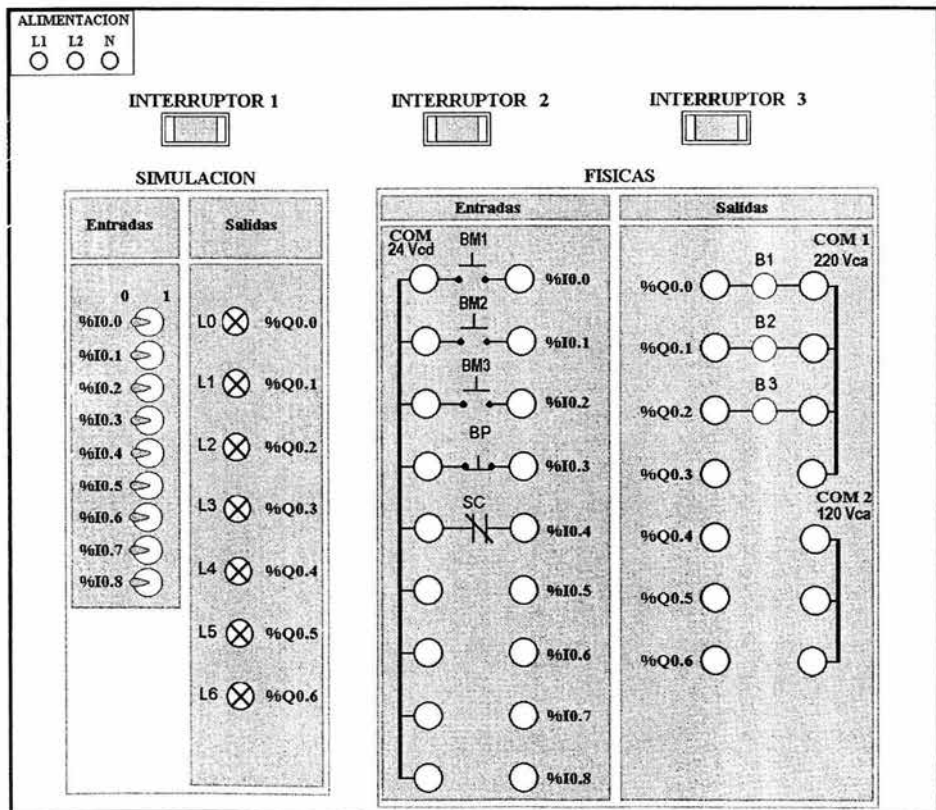 ALIMENTACION
L1 L2 N
INTERRUPTOR 1
INTERRUPTOR 2
INTERRUPTOR 3
SIMULACION
Entradas
Salidas
0 1
%I0.0
%I0.1
%I0.2
%I0.3
%I0.4
%I0.5
%I0.6
%I0.7
%I0.8
L0 %Q0.0
L1 %Q0.1
L2 %Q0.2
L3 %Q0.3
L4 %Q0.4
L5 %Q0.5
L6 %Q0.6
FISICAS
Entradas
COM
24 Vcd
BM1
%I0.0
BM2
%I0.1
BM3
%I0.2
BP
%I0.3
SC
%I0.4
%I0.5
%I0.6
%I0.7
%I0.8
Salidas
COM 1
220 Vca
%Q0.0 B1
%Q0.1 B2
%Q0.2 B3
%Q0.3
COM 2
120 Vca
%Q0.4
%Q0.5
%Q0.6